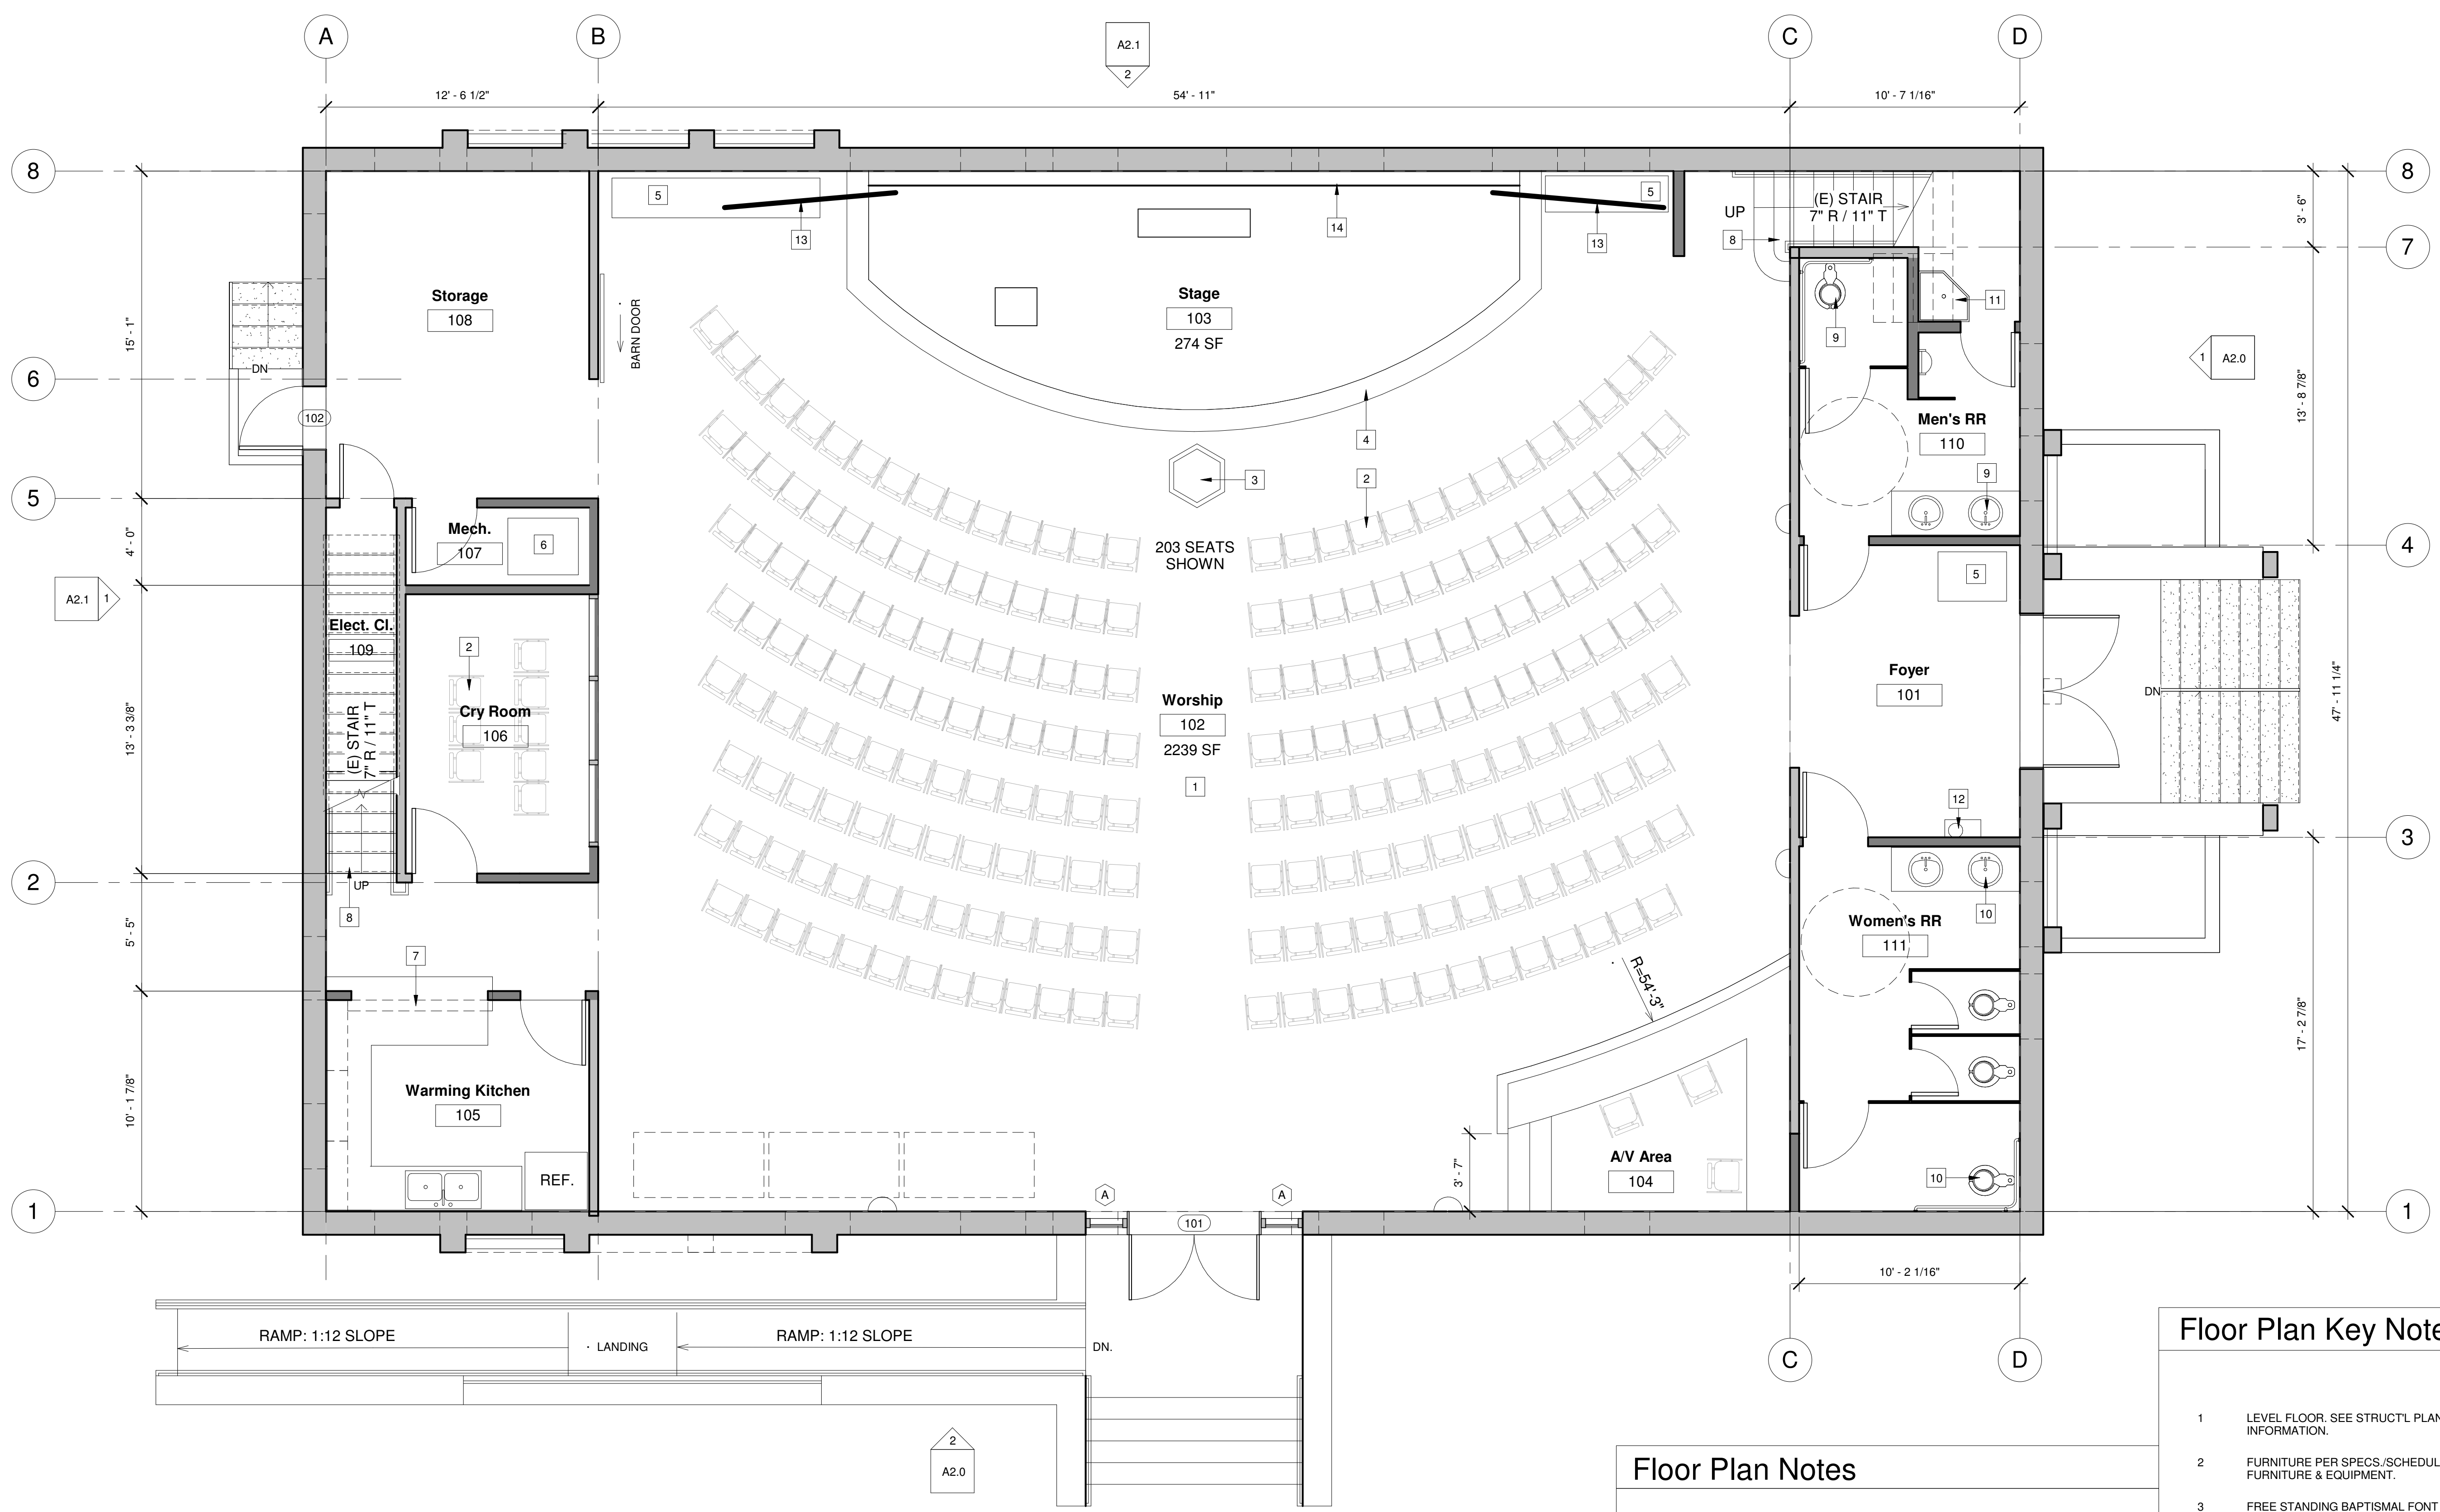 A
B
A2.1
2
C
D
12' - 6 1/2"
54' - 11"
10' - 7 1/16"
8
8
5
5
13
13
14
UP
(E) STAIR
7" R / 11" T
8
3' - 6"
7
Storage
108
BARN DOOR
Stage
103
274 SF
9
11
15' - 1"
DN
6
102
4
2
3
Men's RR
110
9
1
A2.0
13' - 8 7/8"
5
Mech.
107
6
4' - 0"
203 SEATS
SHOWN
5
4
A2.1
1
Elect. Cl.
109
2
(E) STAIR
7" R / 11" T
Cry Room
106
13' - 3 3/8"
Worship
102
2239 SF
1
Foyer
101
DN
47' - 11 1/4"
12
3
2
UP
8
5' - 5"
7
Women's RR
111
10
R=54'-3"
17' - 2 7/8"
10' - 1 7/8"
Warming Kitchen
105
REF.
3' - 7"
A/V Area
104
10
1
A
101
A
1
10' - 2 1/16"
RAMP: 1:12 SLOPE
LANDING
RAMP: 1:12 SLOPE
DN.
C
D
2
A2.0
Floor Plan Notes
Floor Plan Key Note
1 LEVEL FLOOR. SEE STRUCT'L PLAN
INFORMATION.
2 FURNITURE PER SPECS./SCHEDUL
FURNITURE & EQUIPMENT.
3 FREE STANDING BAPTISMAL FONT